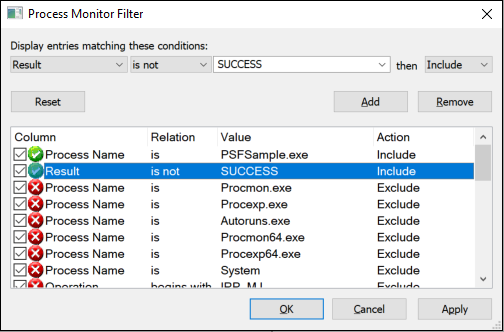 Process Monitor Filter
Display entries matching these conditions:
Result is not SUCCESS then Include
Reset Add Remove
Column Relation Value Action
Process Name is PSFSample.exe Include
Result is not SUCCESS Include
Process Name is Procmon.exe Exclude
Process Name is Procexp.exe Exclude
Process Name is Autoruns.exe Exclude
Process Name is Procmon64.exe Exclude
Process Name is Procexp64.exe Exclude
Process Name is System Exclude
Operation begins with IRP_MJ_ Exclude
OK Cancel Apply